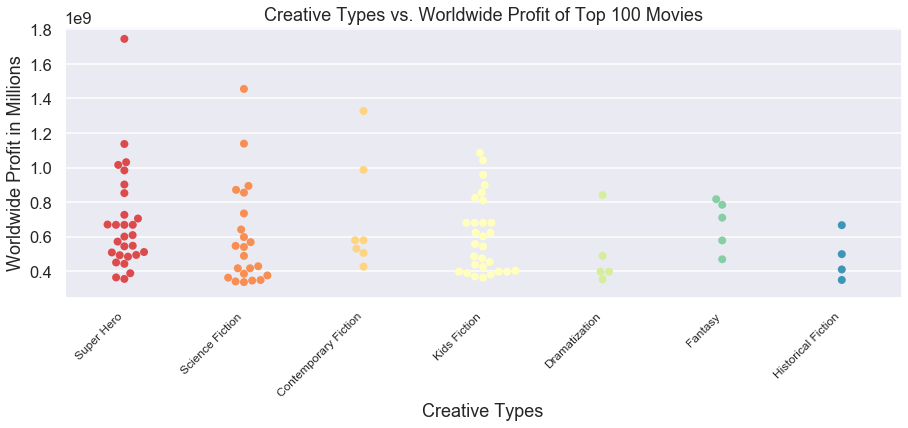 Creative Types vs. Worldwide Profit of Top 100 Movies
1e9
1.8
1.6
1.4
1.2
1.0
0.8
0.6
0.4
Worldwide Profit in Millions
Super Hero
Science Fiction
Contemporary Fiction
Kids Fiction
Dramatization
Fantasy
Historical Fiction
Creative Types